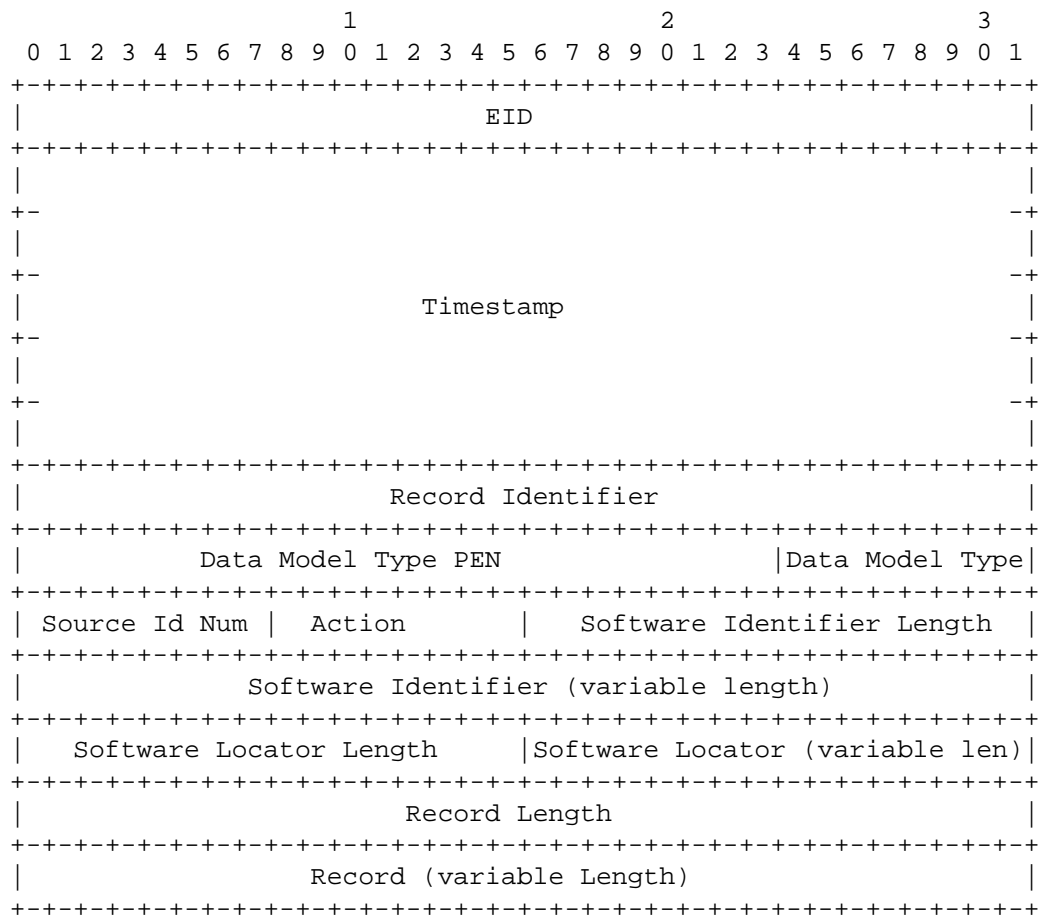 1                   2                   3
 0 1 2 3 4 5 6 7 8 9 0 1 2 3 4 5 6 7 8 9 0 1 2 3 4 5 6 7 8 9 0 1
+-+-+-+-+-+-+-+-+-+-+-+-+-+-+-+-+-+-+-+-+-+-+-+-+-+-+-+-+-+-+-+-+
|                             EID                               |
+-+-+-+-+-+-+-+-+-+-+-+-+-+-+-+-+-+-+-+-+-+-+-+-+-+-+-+-+-+-+-+-+
|                                                               |
+-                                                             -+
|                                                               |
+-                                                             -+
|                         Timestamp                             |
+-                                                             -+
|                                                               |
+-                                                             -+
|                                                               |
+-+-+-+-+-+-+-+-+-+-+-+-+-+-+-+-+-+-+-+-+-+-+-+-+-+-+-+-+-+-+-+-+
|                       Record Identifier                       |
+-+-+-+-+-+-+-+-+-+-+-+-+-+-+-+-+-+-+-+-+-+-+-+-+-+-+-+-+-+-+-+-+
|           Data Model Type PEN                 |Data Model Type|
+-+-+-+-+-+-+-+-+-+-+-+-+-+-+-+-+-+-+-+-+-+-+-+-+-+-+-+-+-+-+-+-+
| Source Id Num |  Action       |   Software Identifier Length  |
+-+-+-+-+-+-+-+-+-+-+-+-+-+-+-+-+-+-+-+-+-+-+-+-+-+-+-+-+-+-+-+-+
|              Software Identifier (variable length)            |
+-+-+-+-+-+-+-+-+-+-+-+-+-+-+-+-+-+-+-+-+-+-+-+-+-+-+-+-+-+-+-+-+
|   Software Locator Length     |Software Locator (variable len)|
+-+-+-+-+-+-+-+-+-+-+-+-+-+-+-+-+-+-+-+-+-+-+-+-+-+-+-+-+-+-+-+-+
|                        Record Length                          |
+-+-+-+-+-+-+-+-+-+-+-+-+-+-+-+-+-+-+-+-+-+-+-+-+-+-+-+-+-+-+-+-+
|                  Record (variable Length)                     |
+-+-+-+-+-+-+-+-+-+-+-+-+-+-+-+-+-+-+-+-+-+-+-+-+-+-+-+-+-+-+-+-+